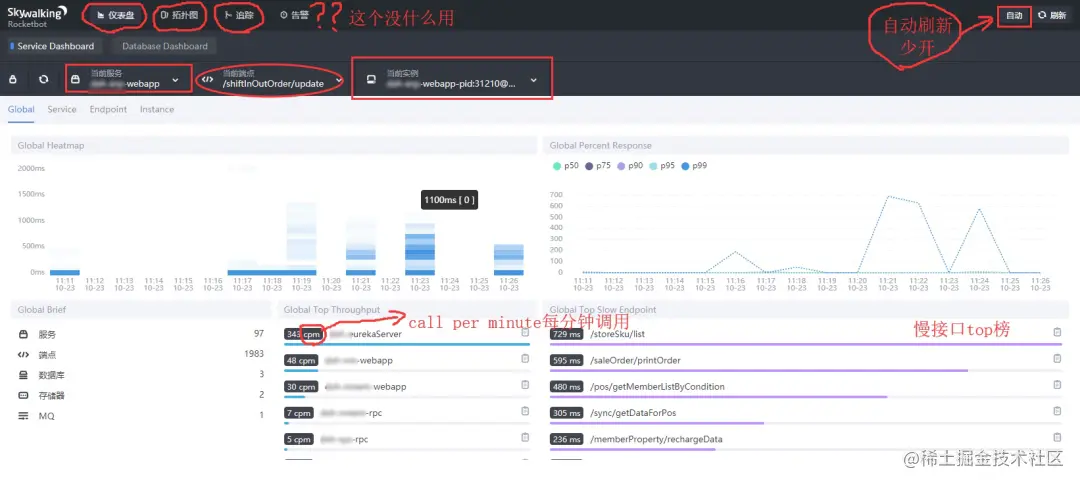 Skywalking
Rocketbot
仪表盘
拓扑图
追踪
告警
??
这个没什么用
自动刷新
少开
自动
刷新
Service Dashboard
Database Dashboard
当前服务
-webapp
当前端点
/shiftInOutOrder/update
当前实例
-webapp-pid:31210@...
Global Service Endpoint Instance
Global Heatmap
2000ms
1500ms
1000ms
500ms
0ms
1100ms [ 0 ]
11:11 11:12 11:13 11:14 11:15 11:16 11:17 11:18 11:19 11:20 11:21 11:22 11:23 11:24 11:25 11:26
10-23 10-23 10-23 10-23 10-23 10-23 10-23 10-23 10-23 10-23 10-23 10-23 10-23 10-23 10-23 10-23
Global Percent Response
p50 p75 p90 p95 p99
700
600
500
400
300
200
100
0
11:11 11:12 11:13 11:14 11:15 11:16 11:17 11:18 11:19 11:20 11:21 11:22 11:23 11:24 11:25 11:26
10-23 10-23 10-23 10-23 10-23 10-23 10-23 10-23 10-23 10-23 10-23 10-23 10-23 10-23 10-23 10-23
Global Brief
服务 97
端点 1983
数据库 3
存储器 2
MQ 1
Global Top Throughput
call per minute每分钟调用
343 cpm eurekaServer
48 cpm -webapp
30 cpm -webapp
7 cpm -rpc
5 cpm -rpc
Global Top Slow Endpoint
慢接口top榜
729 ms /storeSku/list
595 ms /saleOrder/printOrder
480 ms /pos/getMemberListByCondition
305 ms /sync/getDataForPos
236 ms /memberProperty/rechargeData
@稀土掘金技术社区